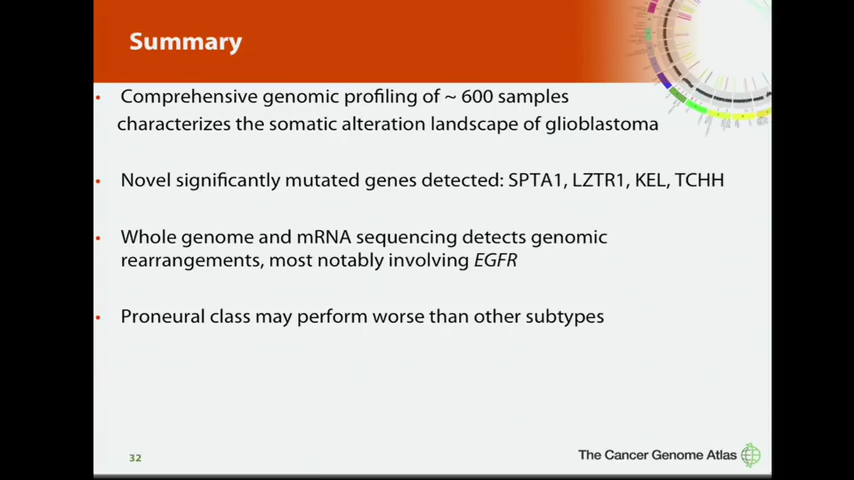 Summary
• Comprehensive genomic profiling of ~ 600 samples
characterizes the somatic alteration landscape of glioblastoma
• Novel significantly mutated genes detected: SPTA1, LZTR1, KEL, TCHH
• Whole genome and mRNA sequencing detects genomic
rearrangements, most notably involving EGFR
• Proneural class may perform worse than other subtypes
32
The Cancer Genome Atlas